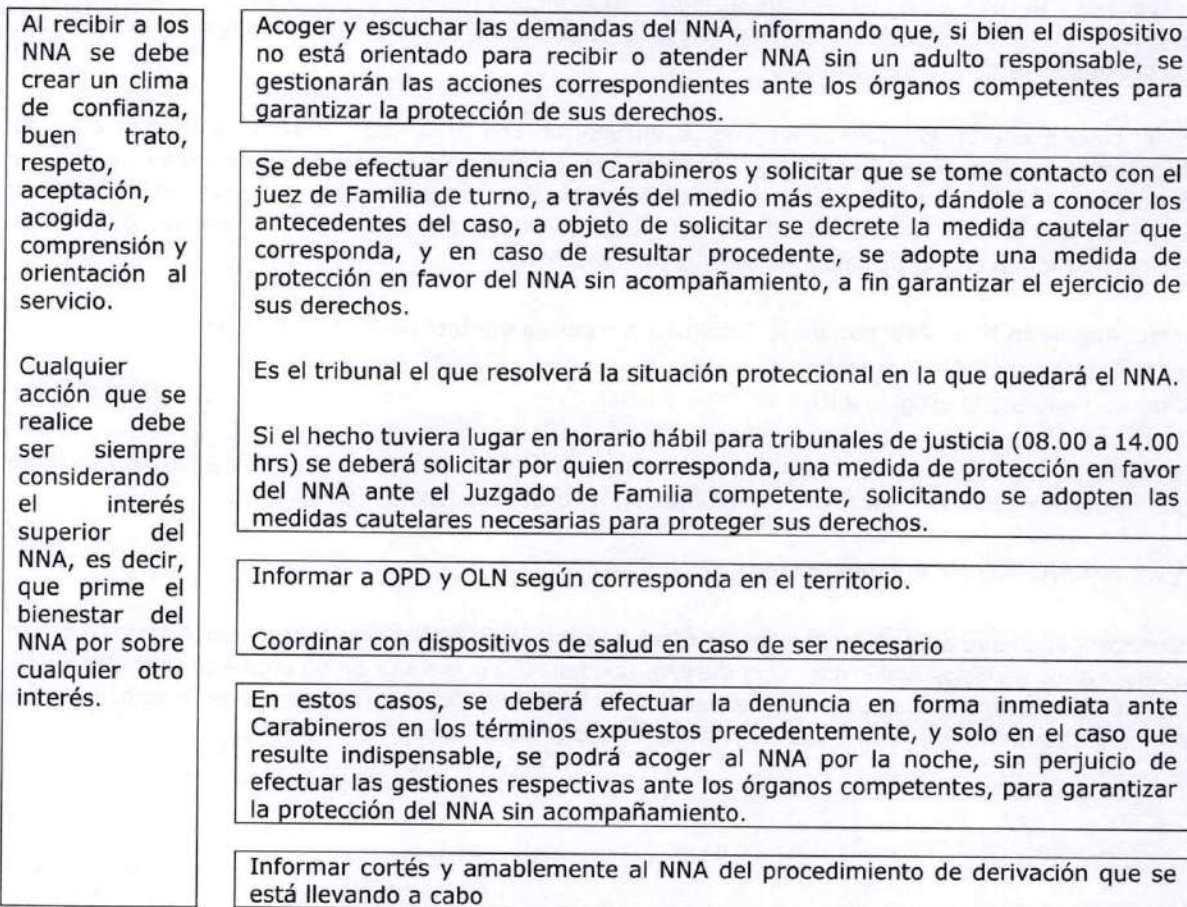 Al recibir a los
NNA se debe
crear un clima
de confianza,
buen trato,
respeto,
aceptación,
acogida,
comprensión y
orientación al
servicio.
Cualquier
acción que se
realice debe
ser siempre
considerando
el interés
superior del
NNA, es decir,
que prime el
bienestar del
NNA por sobre
cualquier otro
interés.
Acoger y escuchar las demandas del NNA, informando que, si bien el dispositivo
no está orientado para recibir o atender NNA sin un adulto responsable, se
gestionarán las acciones correspondientes ante los órganos competentes para
garantizar la protección de sus derechos.
Se debe efectuar denuncia en Carabineros y solicitar que se tome contacto con el
juez de Familia de turno, a través del medio más expedito, dándole a conocer los
antecedentes del caso, a objeto de solicitar se decrete la medida cautelar que
corresponda, y en caso de resultar procedente, se adopte una medida de
protección en favor del NNA sin acompañamiento, a fin garantizar el ejercicio de
sus derechos.
Es el tribunal el que resolverá la situación proteccional en la que quedará el NNA.
Si el hecho tuviera lugar en horario hábil para tribunales de justicia (08.00 a 14.00
hrs) se deberá solicitar por quien corresponda, una medida de protección en favor
del NNA ante el Juzgado de Familia competente, solicitando se adopten las
medidas cautelares necesarias para proteger sus derechos.
Informar a OPD y OLN según corresponda en el territorio.
Coordinar con dispositivos de salud en caso de ser necesario
En estos casos, se deberá efectuar la denuncia en forma inmediata ante
Carabineros en los términos expuestos precedentemente, y solo en el caso que
resulte indispensable, se podrá acoger al NNA por la noche, sin perjuicio de
efectuar las gestiones respectivas ante los órganos competentes, para garantizar
la protección del NNA sin acompañamiento.
Informar cortés y amablemente al NNA del procedimiento de derivación que se
está llevando a cabo